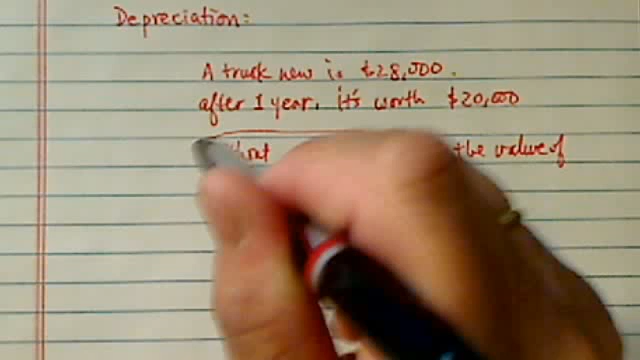 Depreciation:
A truck new is $28,000.
after 1 year. it's worth $20,000
the value of